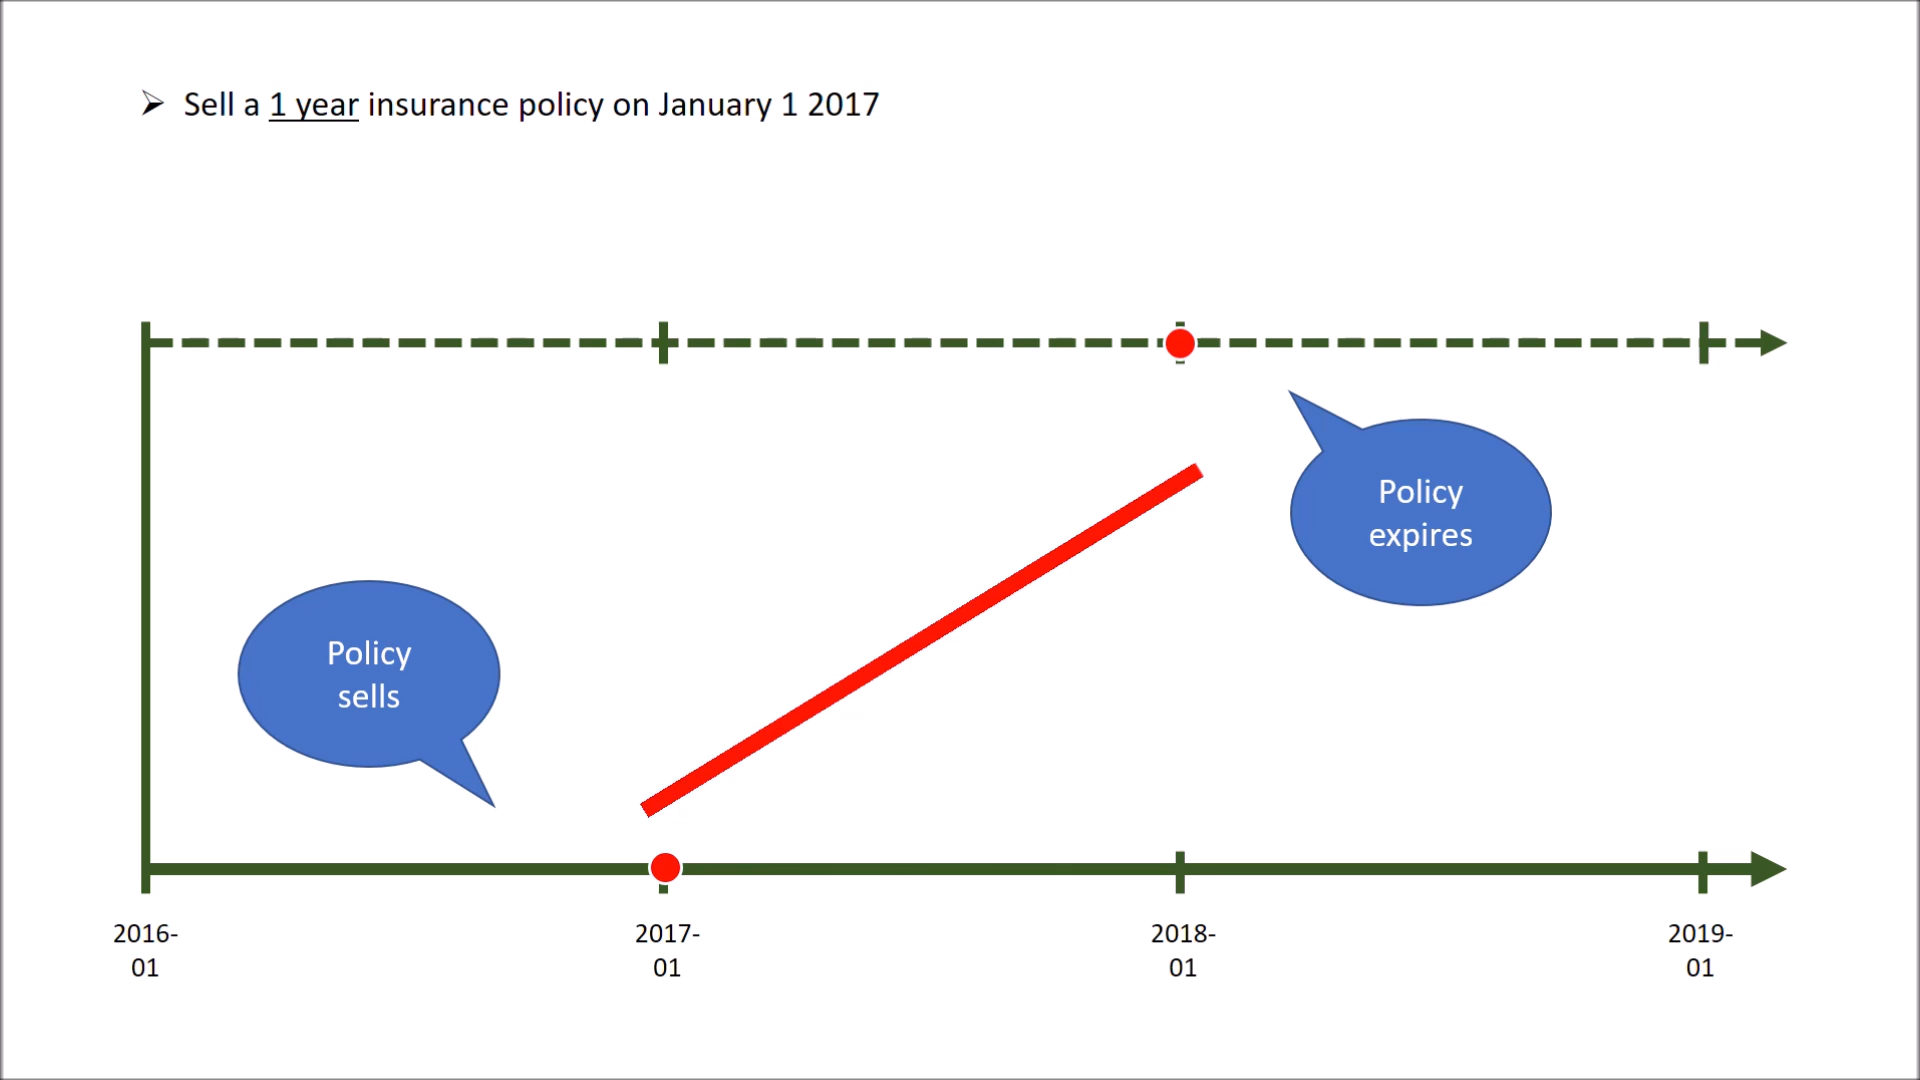 Sell a 1 year insurance policy on January 1 2017
Policy
expires
Policy
sells
2016-
01
2017-
01
2018-
01
2019-
01